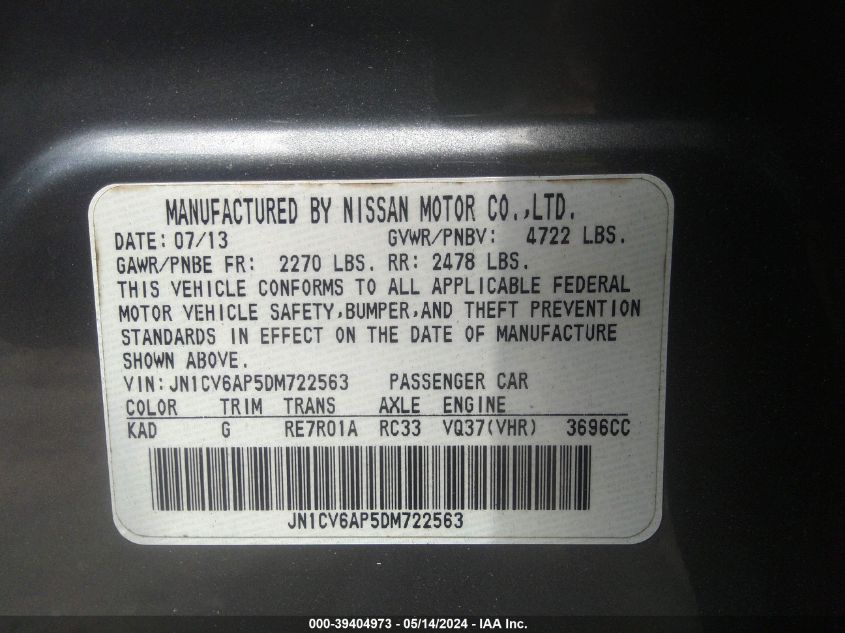 MANUFACTURED BY NISSAN MOTOR CO.,LTD.
DATE: 07/13 GVWR/PNBV: 4722 LBS.
GAWR/PNBE FR: 2270 LBS. RR: 2478 LBS.
THIS VEHICLE CONFORMS TO ALL APPLICABLE FEDERAL
MOTOR VEHICLE SAFETY,BUMPER,AND THEFT PREVENTION
STANDARDS IN EFFECT ON THE DATE OF MANUFACTURE
SHOWN ABOVE.
VIN: JN1CV6AP5DM722563 PASSENGER CAR
COLOR TRIM TRANS AXLE ENGINE
KAD G RE7R01A RC33 VQ37(VHR) 3696CC
JN1CV6AP5DM722563
000-39404973 - 05/14/2024 - IAA Inc.